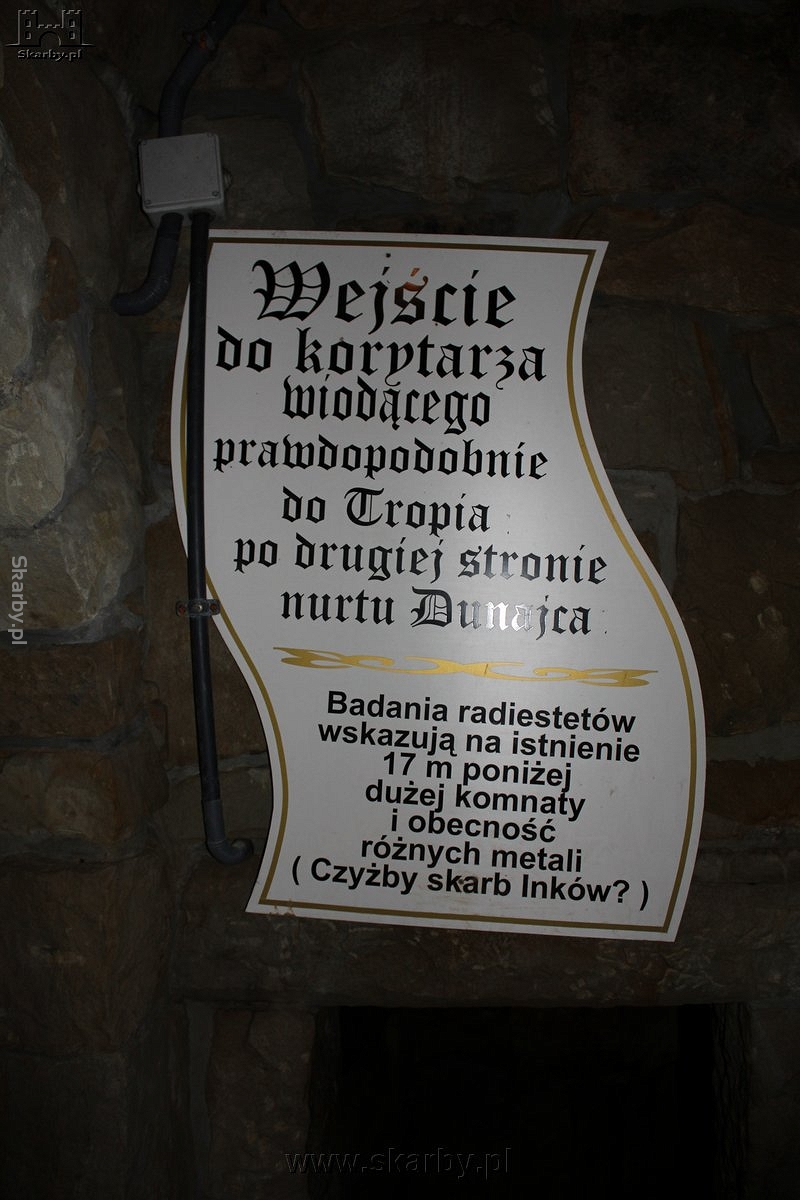 Skarby.pl
Wejście
do korytarza
wiodącego
prawdopodobnie
do Tropia
po drugiej stronie
nurtu Dunajca
Badania radiestetów
wskazują na istnienie
17 m poniżej
dużej komnaty
i obecność
różnych metali
( Czyżby skarb Inków? )
Skarby.pl
www.skarby.pl